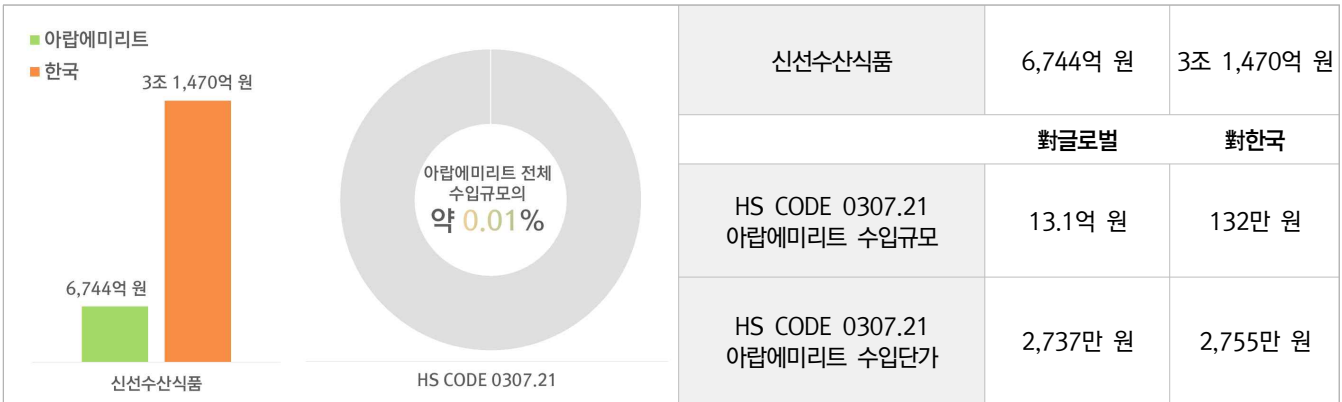 아랍에미리트
한국
3조 1,470억 원
6,744억 원
신선수산식품
아랍에미리트 전체
수입규모의
약 0.01%
HS CODE 0307.21
신선수산식품 6,744억 원 3조 1,470억 원
對글로벌 對한국
HS CODE 0307.21
아랍에미리트 수입규모
13.1억 원 132만 원
HS CODE 0307.21
아랍에미리트 수입단가
2,737만 원 2,755만 원